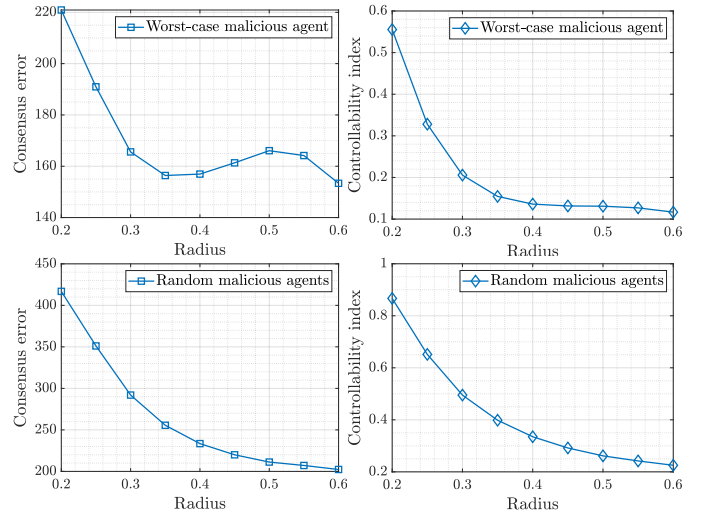 Worst-case malicious agent
Consensus error
220
200
180
160
140
0.2 0.3 0.4 0.5 0.6
Radius
Worst-case malicious agent
Controllability index
0.6
0.5
0.4
0.3
0.2
0.1
0.2 0.3 0.4 0.5 0.6
Radius
Random malicious agents
Consensus error
450
400
350
300
250
200
0.2 0.3 0.4 0.5 0.6
Radius
Random malicious agents
Controllability index
1
0.8
0.6
0.4
0.2
0.2 0.3 0.4 0.5 0.6
Radius